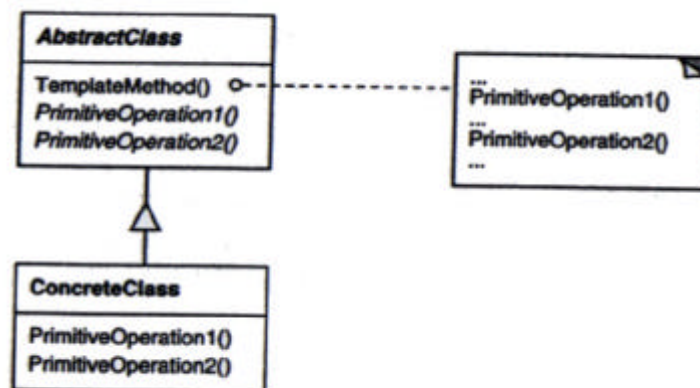 AbstractClass
TemplateMethod()
PrimitiveOperation1()
PrimitiveOperation2()
...
PrimitiveOperation1()
...
PrimitiveOperation2()
...
ConcreteClass
PrimitiveOperation1()
PrimitiveOperation2()